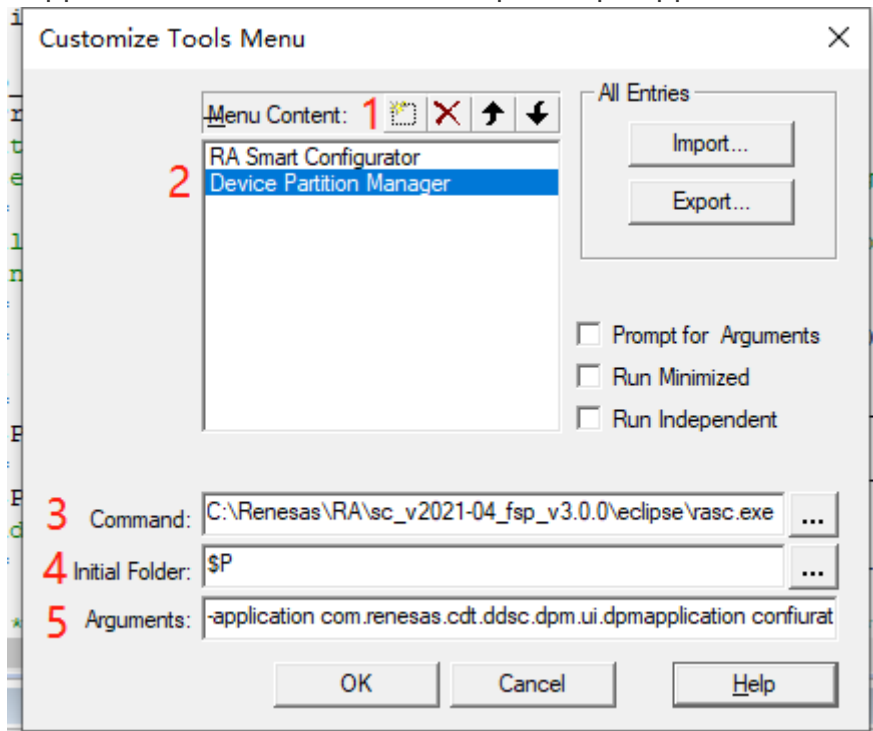 Customize Tools Menu
Menu Content: 1
All Entries
Import...
Export...
2
RA Smart Configurator
Device Partition Manager
Prompt for Arguments
Run Minimized
Run Independent
3 Command: C:\Renesas\RA\sc_v2021-04_fsp_v3.0.0\eclipse\rasc.exe ...
4 Initial Folder: $P ...
5 Arguments: -application com.renesas.cdt.ddsc.dpm.ui.dpmapplication confiurat
OK Cancel Help